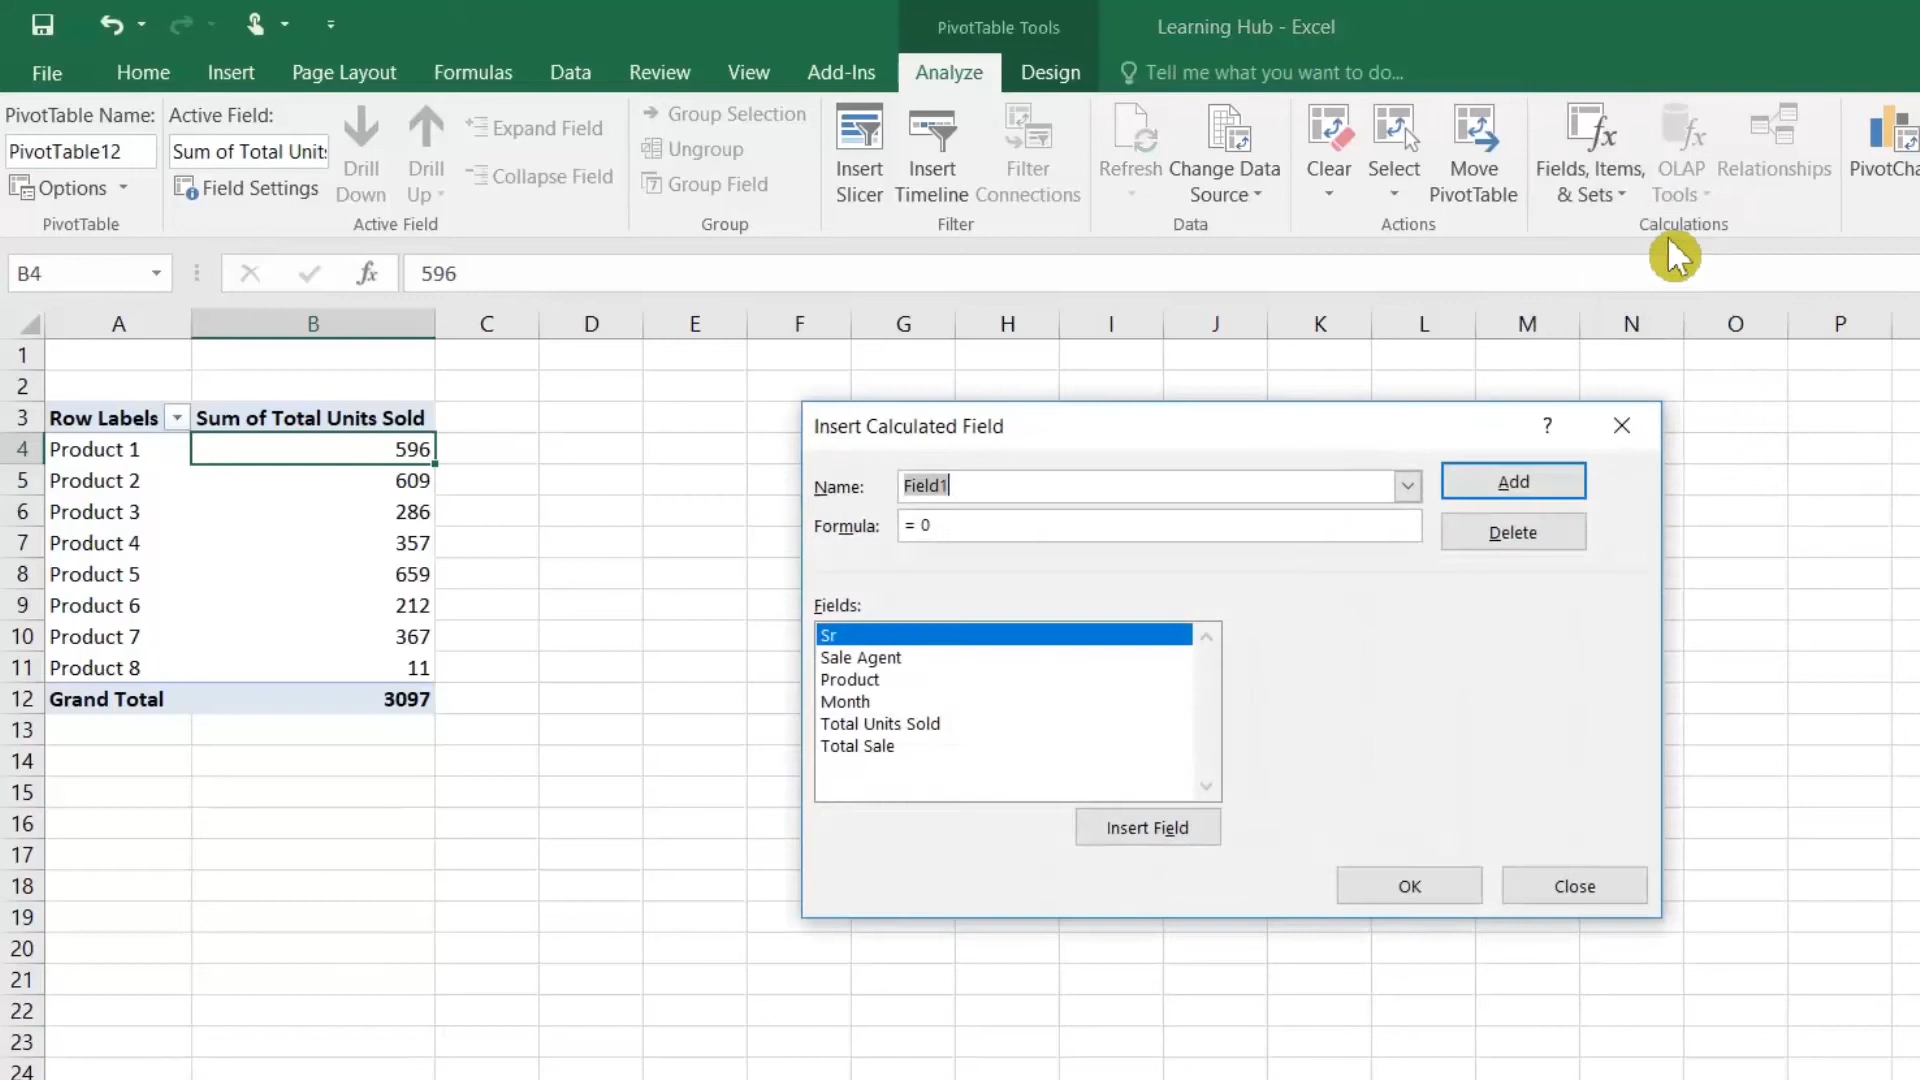 PivotTable Tools
Learning Hub - Excel
File Home Insert Page Layout Formulas Data Review View Add-Ins Analyze Design Tell me what you want to do...
PivotTable Name:
PivotTable12
Options
PivotTable
Active Field:
Sum of Total Unit:
Field Settings
Drill Down
Drill Up
Expand Field
Collapse Field
Active Field
Group Selection
Ungroup
7 Group Field
Group
Insert Slicer
Insert Timeline
Filter Connections
Filter
Refresh
Change Data Source
Data
Clear
Select
Move PivotTable
Actions
Fields, Items, & Sets
OLAP Tools
Relationships
Calculations
PivotCha
B4 fx 596
A B C D E F G H I J K L M N O P
1
2
3 Row Labels Sum of Total Units Sold
4 Product 1 596
5 Product 2 609
6 Product 3 286
7 Product 4 357
8 Product 5 659
9 Product 6 212
10 Product 7 367
11 Product 8 11
12 Grand Total 3097
13
14
15
16
17
18
19
20
21
22
23
24
Insert Calculated Field ?
Name: Field1 Add
Formula: = 0 Delete
Fields:
Sr
Sale Agent
Product
Month
Total Units Sold
Total Sale
Insert Field
OK Close